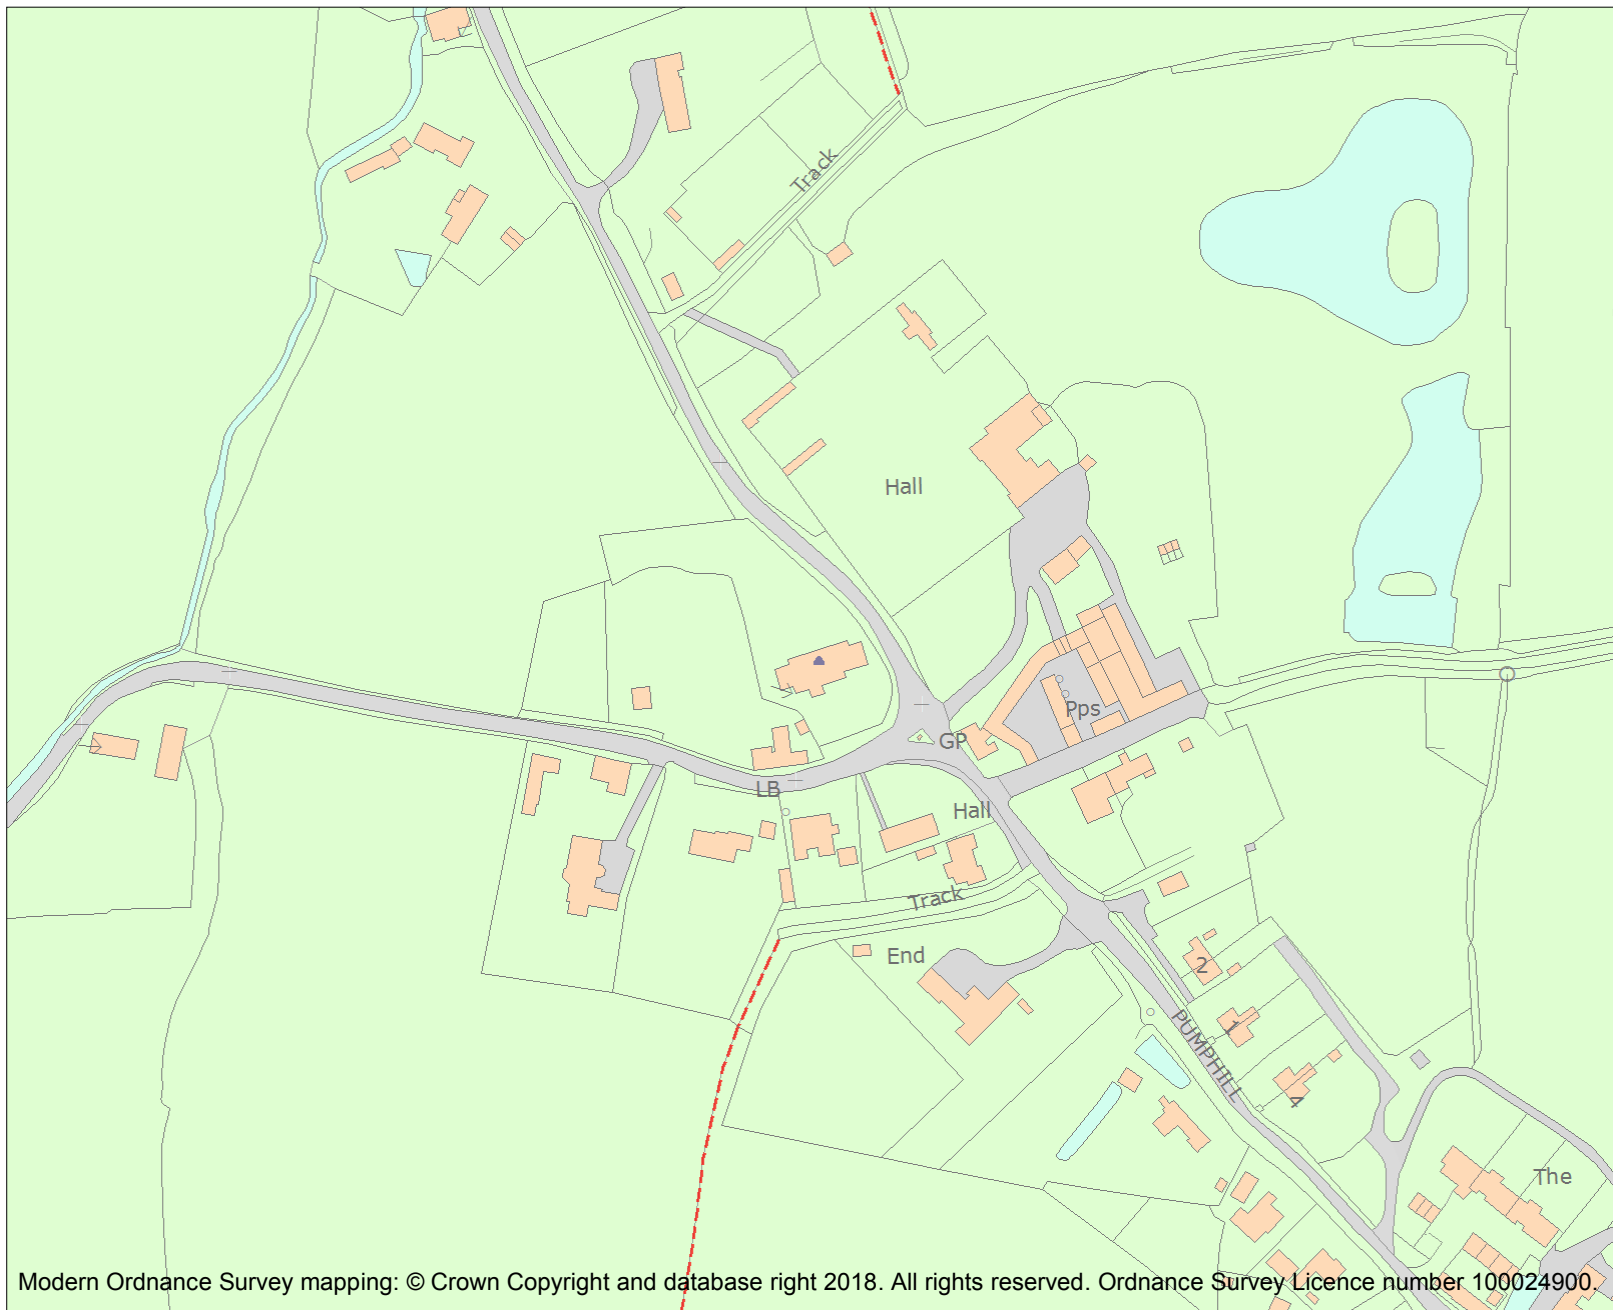 Track
Hall
Pps
GP
LB
Hall
Track
End
2
PUMPHILL
1
4
The
Modern Ordnance Survey mapping: © Crown Copyright and database right 2018. All rights reserved. Ordnance Survey Licence number 100024900.